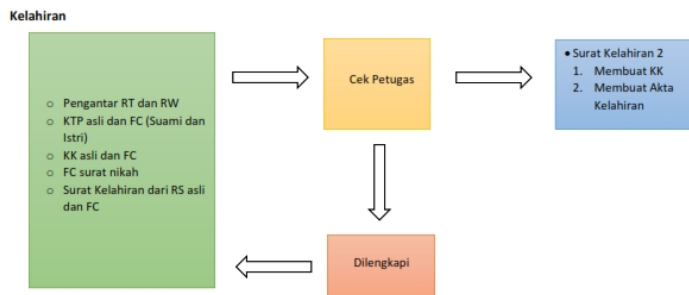 Kelahiran
○ Pengantar RT dan RW
○ KTP asli dan FC (Suami dan
Istri)
○ KK asli dan FC
○ FC surat nikah
○ Surat Kelahiran dari RS asli
dan FC
Cek Petugas
• Surat Kelahiran 2
1. Membuat KK
2. Membuat Akta
Kelahiran
Dilengkapi